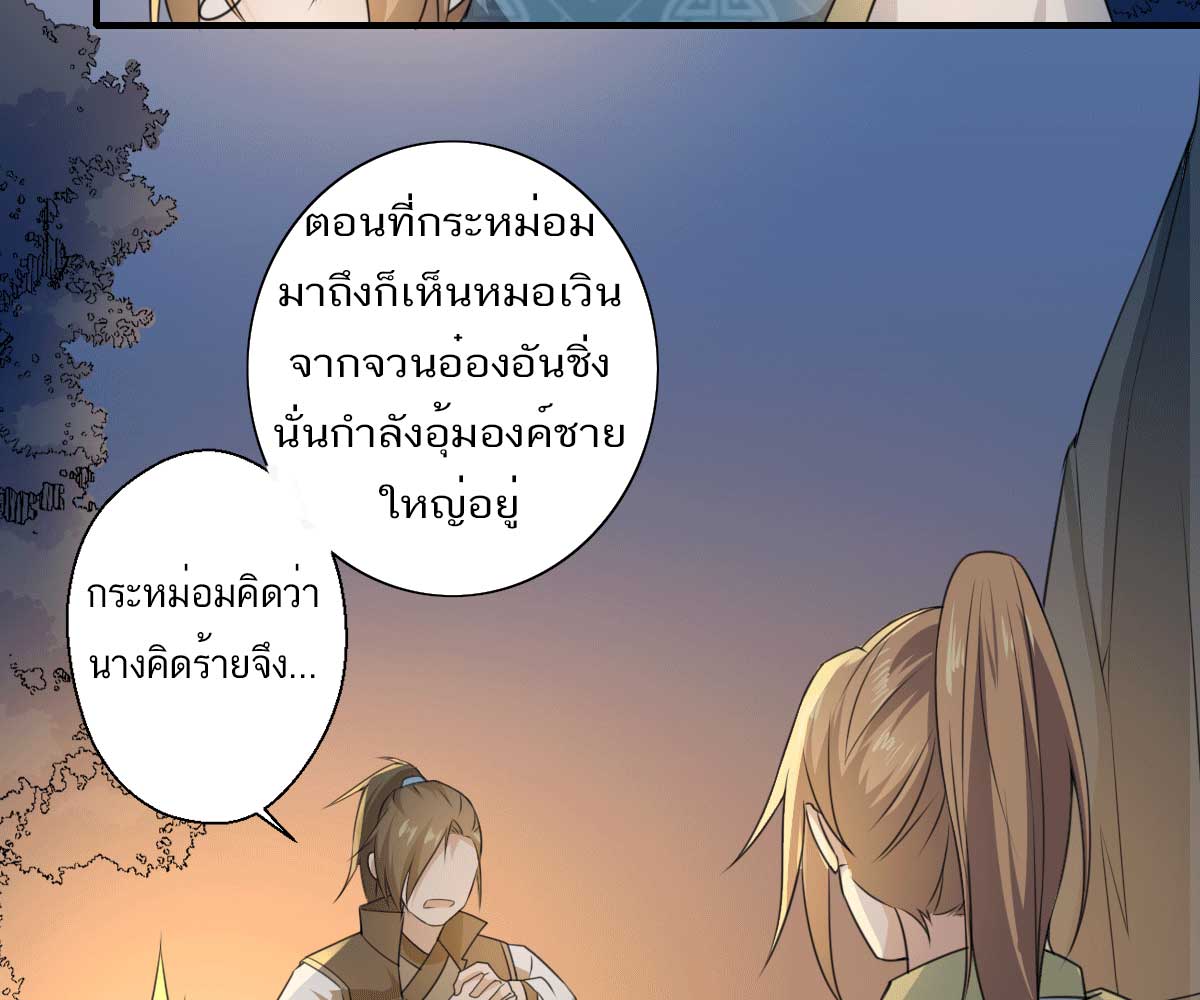 ตอนที่กระหม่อม
มาถึงก็เห็นหมอเวิน
จากจวนอ๋องอันชิ่ง
นั่นกำลังอุ้มองค์ชาย
ใหญ่อยู่
กระหม่อมคิดว่า
นางคิดร้ายจึง...